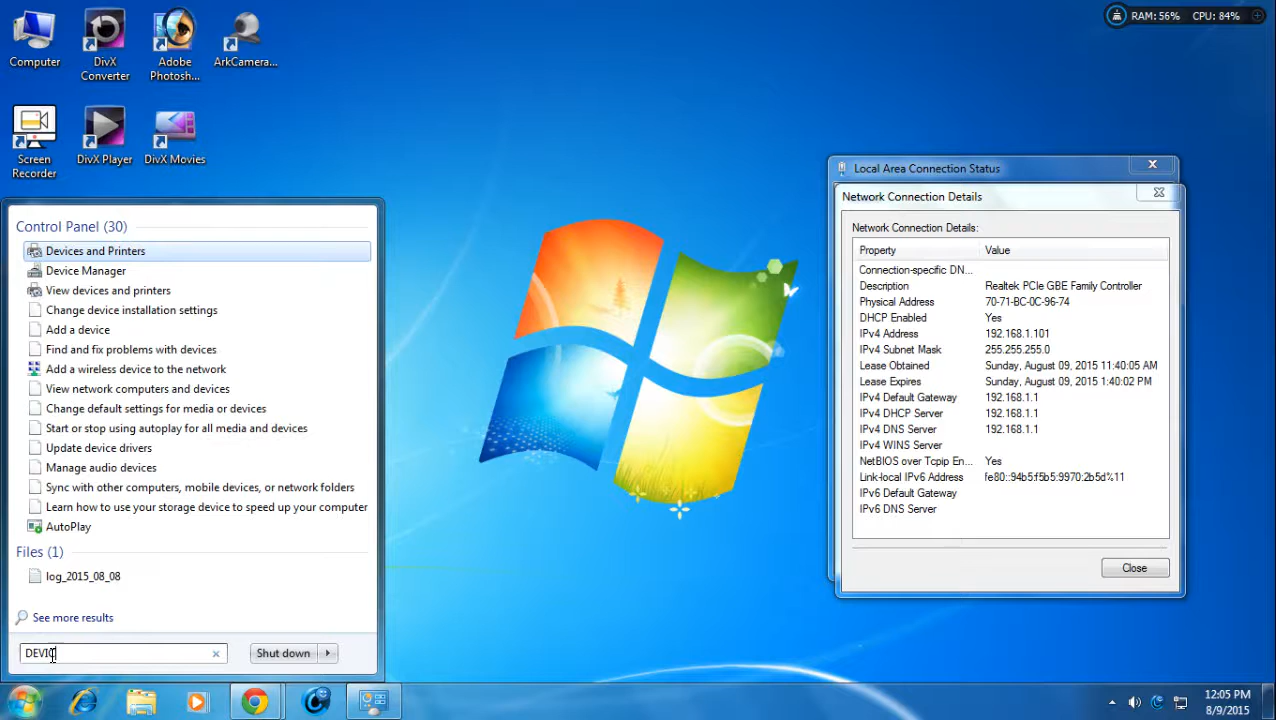 RAM: 56% CPU: 84%
Computer
DivX Converter
Adobe Photosh...
ArkCamera...
Screen Recorder
DivX Player
DivX Movies
Control Panel (30)
Devices and Printers
Device Manager
View devices and printers
Change device installation settings
Add a device
Find and fix problems with devices
Add a wireless device to the network
View network computers and devices
Change default settings for media or devices
Start or stop using autoplay for all media and devices
Update device drivers
Manage audio devices
Sync with other computers, mobile devices, or network folders
Learn how to use your storage device to speed up your computer
AutoPlay
Files (1)
log_2015_08_08
See more results
DEVIC
Shut down
Local Area Connection Status
Network Connection Details
Network Connection Details:
Property Value
Connection-specific DN...
Description Realtek PCIe GBE Family Controller
Physical Address 70-71-BC-0C-96-74
DHCP Enabled Yes
IPv4 Address 192.168.1.101
IPv4 Subnet Mask 255.255.255.0
Lease Obtained Sunday, August 09, 2015 11:40:05 AM
Lease Expires Sunday, August 09, 2015 1:40:02 PM
IPv4 Default Gateway 192.168.1.1
IPv4 DHCP Server 192.168.1.1
IPv4 DNS Server 192.168.1.1
IPv4 WINS Server
NetBIOS over Tcpip En... Yes
Link-local IPv6 Address fe80::94b5:f5b5:9970:2b5d%11
IPv6 Default Gateway
IPv6 DNS Server
Close
12:05 PM
8/9/2015